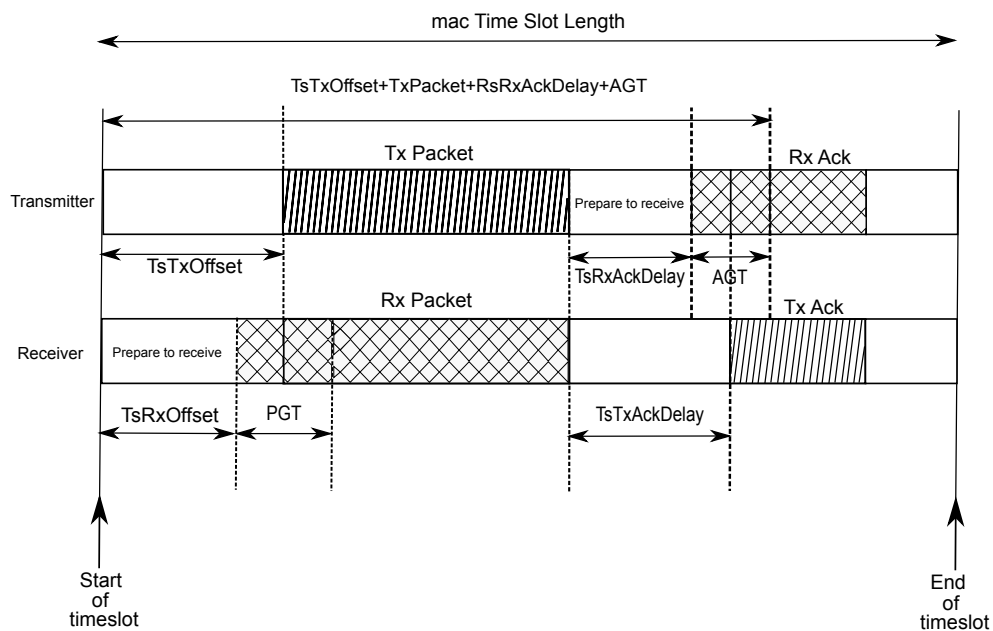 mac Time Slot Length
TsTxOffset+TxPacket+RsRxAckDelay+AGT
Tx Packet
Rx Ack
Transmitter
Prepare to receive
TsTxOffset
TsRxAckDelay
AGT
Rx Packet
Tx Ack
Receiver
Prepare to receive
TsRxOffset
PGT
TsTxAckDelay
Start
of
timeslot
End
of
timeslot